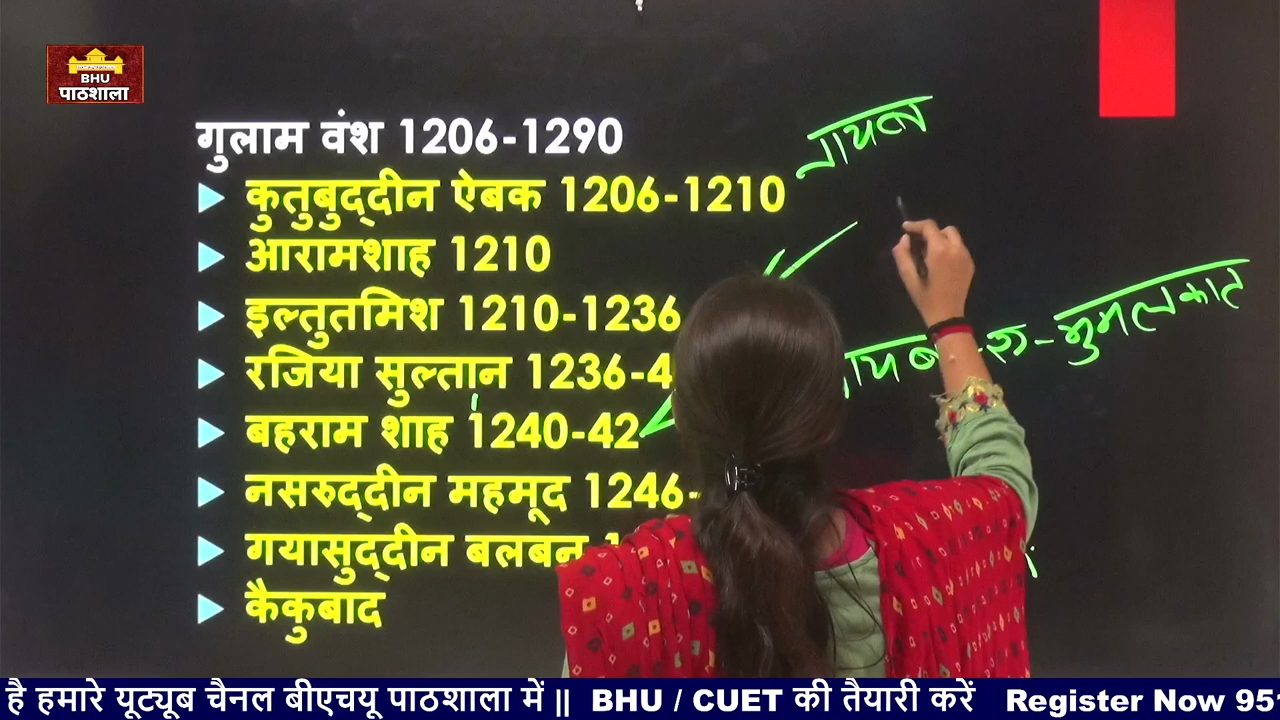 BHU
पाठशाला
गुलाम वंश 1206-1290
नायब
कुतुबुद्दीन ऐबक 1206-1210
आरामशाह 1210
इल्तुतमिश 1210-1236
रजिया सुल्तान 1236-4
बहराम शाह 1240-42
नसरुद्दीन महमूद 1246-
गयासुद्दीन बलबन
कैकुबाद
है हमारे यूट्यूब चैनल बीएचयू पाठशाला में || BHU / CUET की तैयारी करें Register Now 95